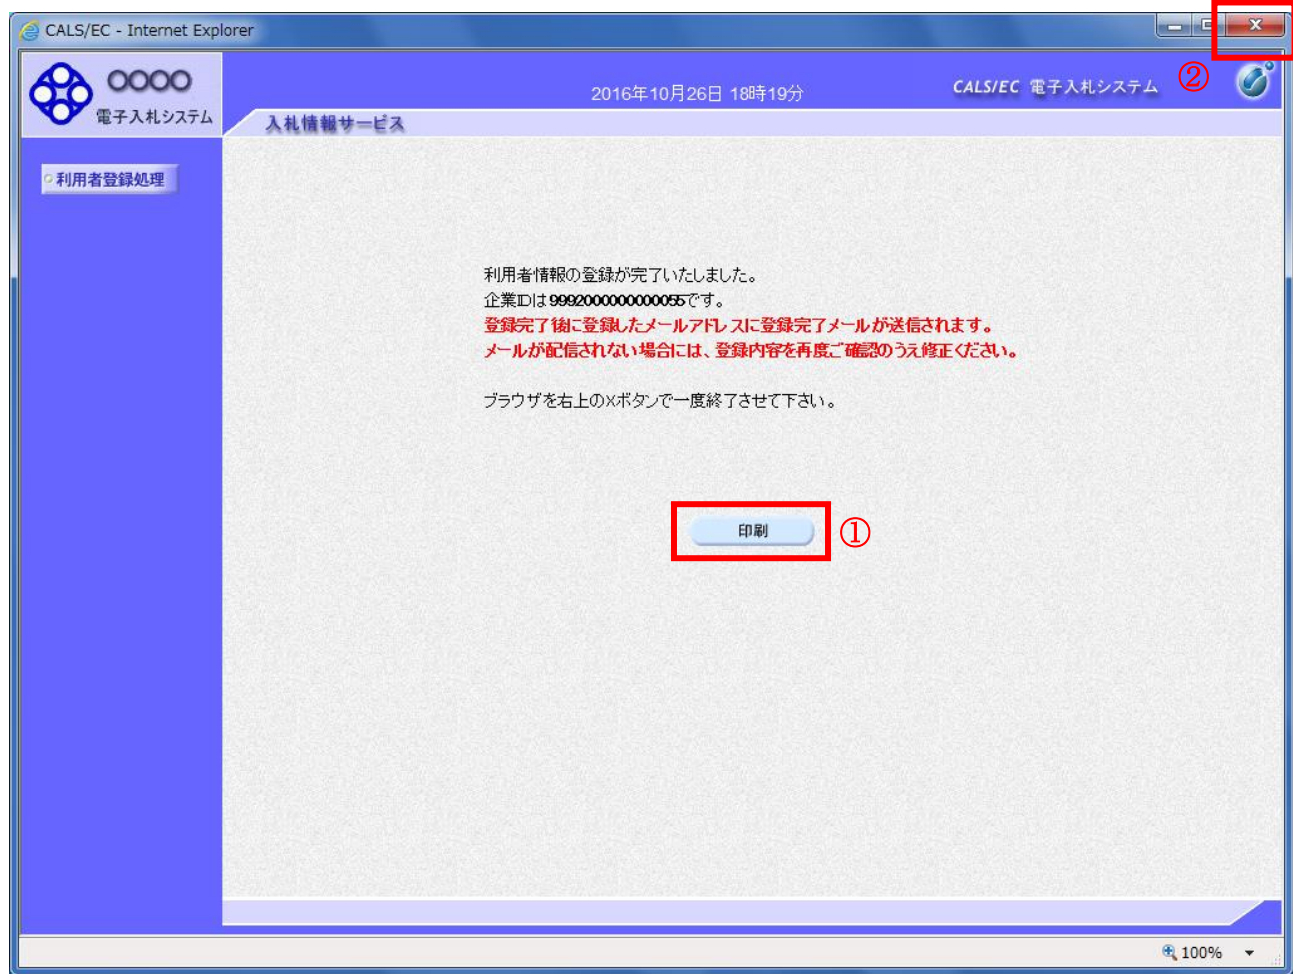 CALS/EC - Internet Explorer
〇〇〇〇
電子入札システム
2016年10月26日 18時19分
CALS/EC 電子入札システム
②
入札情報サービス
利用者登録処理
利用者情報の登録が完了いたしました。
企業IDは9992000000000055です。
登録完了後に登録したメールアドレスに登録完了メールが送信されます。
メールが配信されない場合には、登録内容を再度ご確認のうえ修正ください。
ブラウザを右上の×ボタンで一度終了させて下さい。
印刷
①
100%